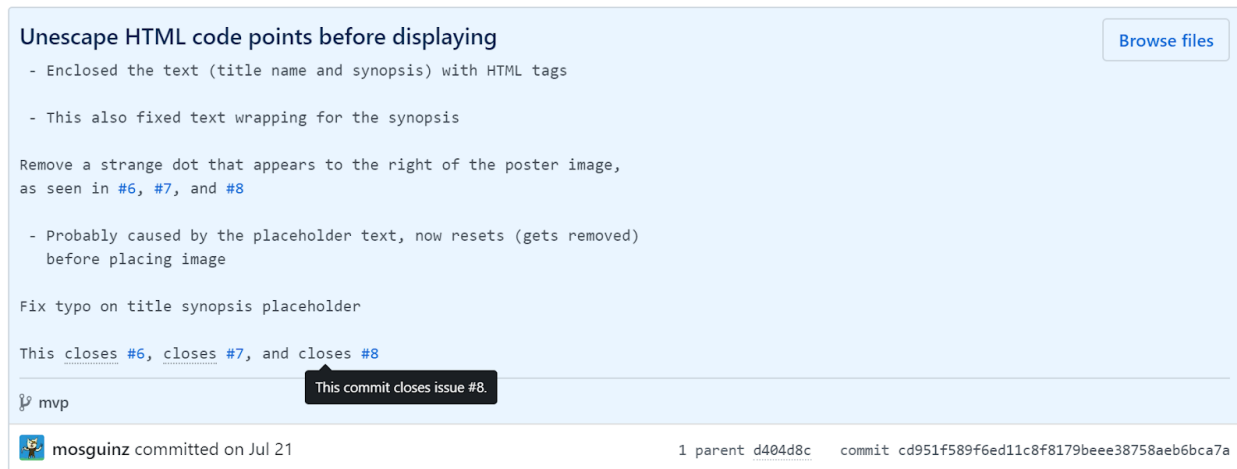 Unescape HTML code points before displaying
Browse files
- Enclosed the text (title name and synopsis) with HTML tags
- This also fixed text wrapping for the synopsis
Remove a strange dot that appears to the right of the poster image,
as seen in #6, #7, and #8
- Probably caused by the placeholder text, now resets (gets removed)
before placing image
Fix typo on title synopsis placeholder
This closes #6, closes #7, and closes #8
This commit closes issue #8.
mvp
mosguinz committed on Jul 21
1 parent d404d8c commit cd951f589f6ed11c8f8179beee38758aeb6bca7a